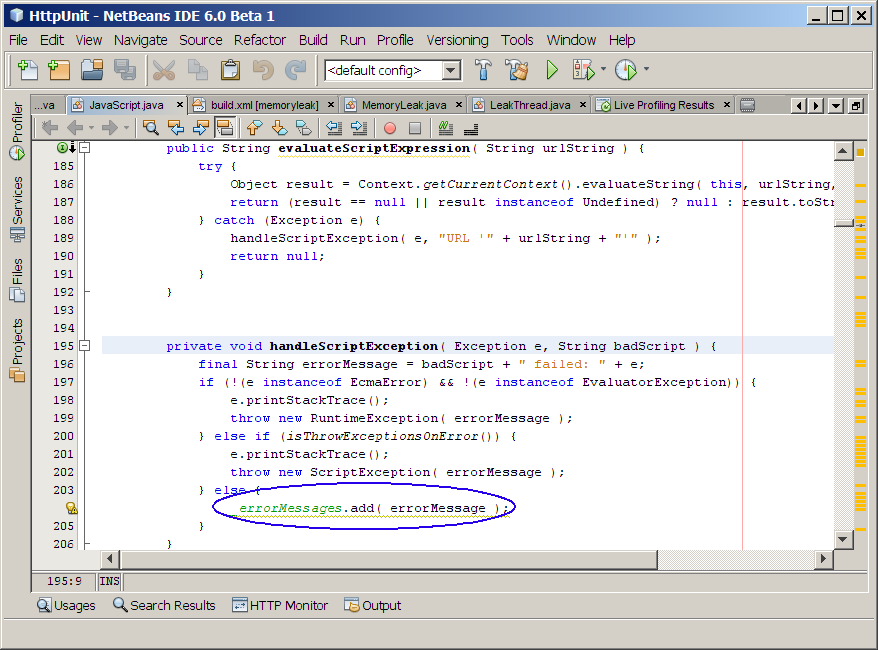 HttpUnit - NetBeans IDE 6.0 Beta 1
File Edit View Navigate Source Refactor Build Run Profile Versioning Tools Window Help
<default config>
...va JavaScript.java build.xml [memoryleak] MemoryLeak.java LeakThread.java Live Profiling Results
Profiler
Services
Files
Projects
public String evaluateScriptExpression( String urlString ) {
185 try {
186 Object result = Context.getCurrentContext().evaluateString( this, urlString,
187 return (result == null || result instanceof Undefined) ? null : result.toStr
188 } catch (Exception e) {
189 handleScriptException( e, "URL '" + urlString + "'" );
190 return null;
191 }
192 }
193
194
195 private void handleScriptException( Exception e, String badScript ) {
196 final String errorMessage = badScript + " failed: " + e;
197 if (!(e instanceof EcmaError) && !(e instanceof EvaluatorException)) {
198 e.printStackTrace();
199 throw new RuntimeException( errorMessage );
200 } else if (isThrowExceptionsOnError()) {
201 e.printStackTrace();
202 throw new ScriptException( errorMessage );
203 } else {
errorMessages.add( errorMessage );
205 }
206 }
195:9 INS
Usages Search Results HTTP Monitor Output